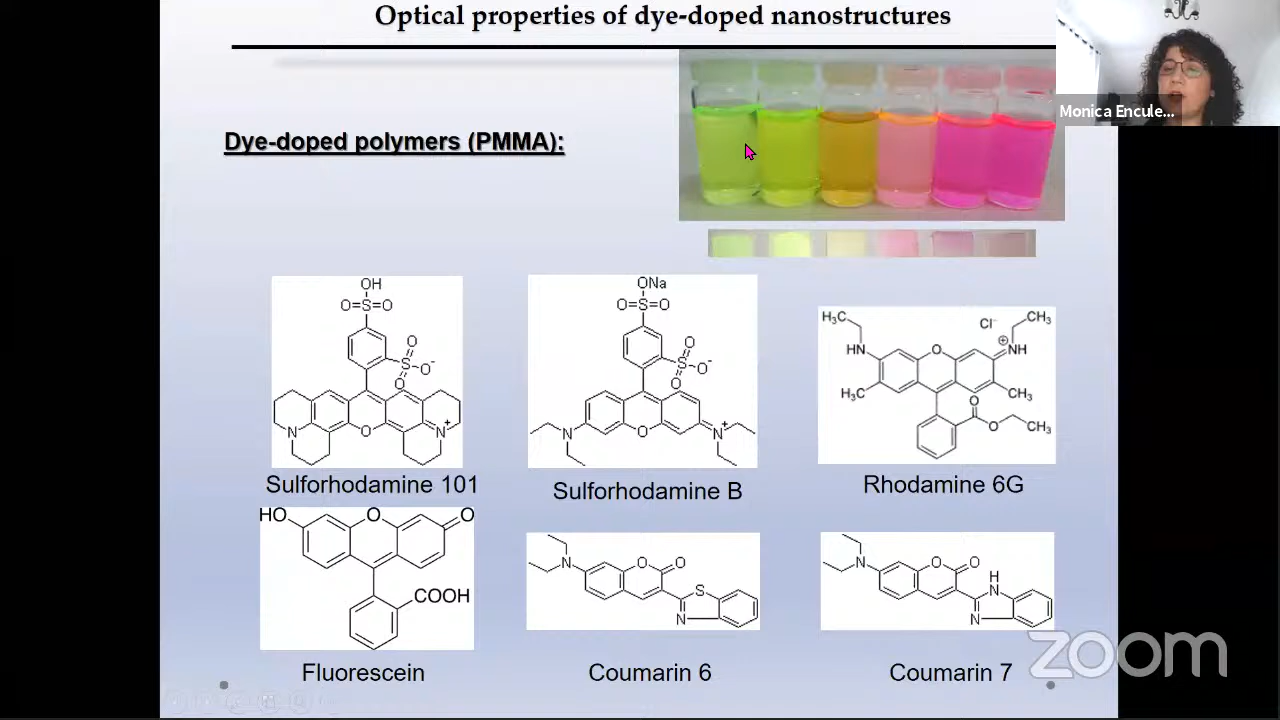 Optical properties of dye-doped nanostructures
Monica Encule...
Dye-doped polymers (PMMA):
OH
O=S=O
O
S
O⁻
O
N
O
N⁺
Sulforhodamine 101
ONa
O=S=O
O
S
O⁻
O
N
O
N⁺
Sulforhodamine B
H₃C
Cl⁻
CH₃
HN
O
⊕
NH
H₃C
CH₃
O
O
CH₃
Rhodamine 6G
HO
O
O
COOH
Fluorescein
N
O
O
S
N
Coumarin 6
N
O
O
H
N
N
Coumarin 7
zoom